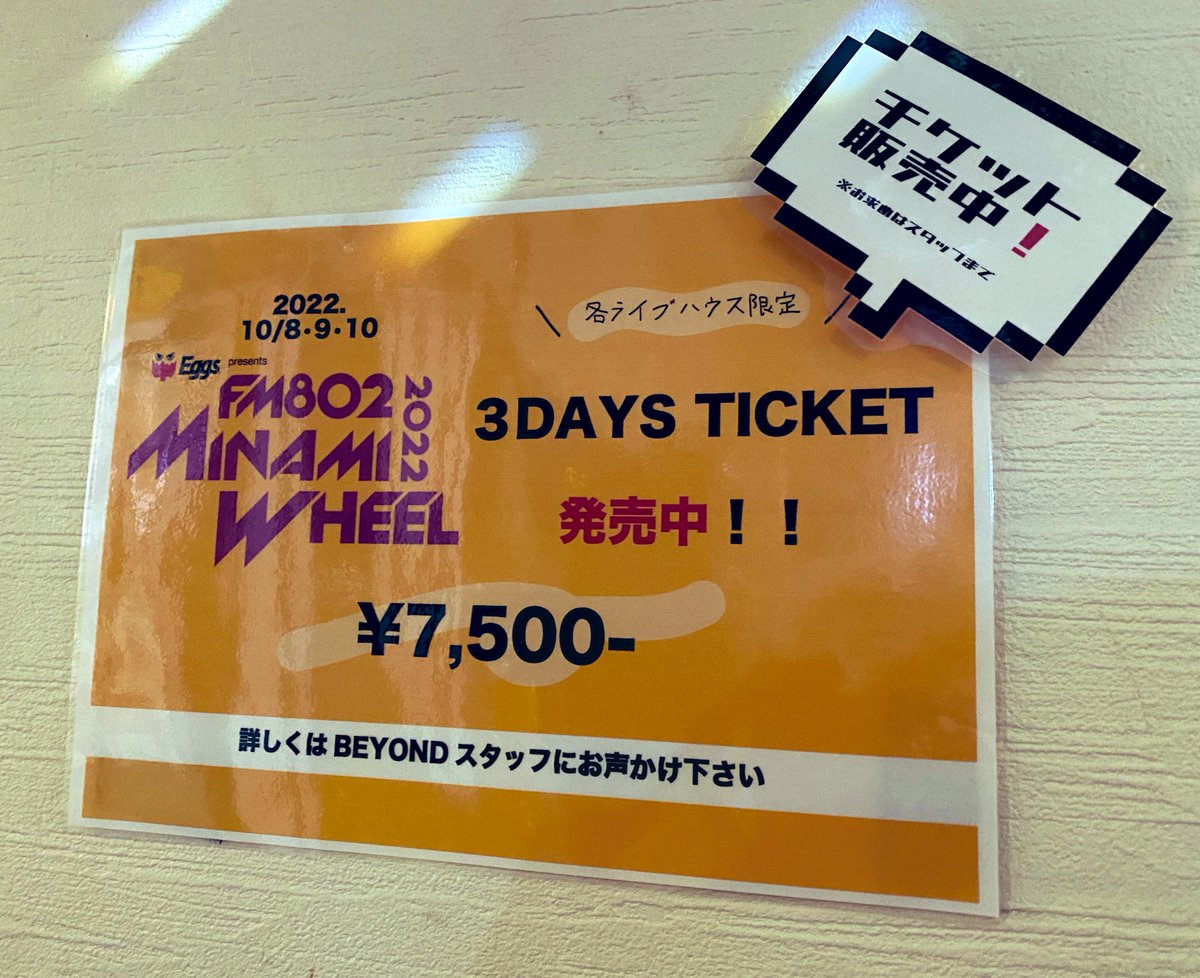 チケット
販売中！
※お求めはスタッフまで
2022.
10/8・9・10
\ 各ライブハウス限定 /
Eggs presents
FM802
MINAMI
WHEEL
2022
3DAYS TICKET
発売中！！
¥7,500-
詳しくは BEYOND スタッフにお声かけ下さい